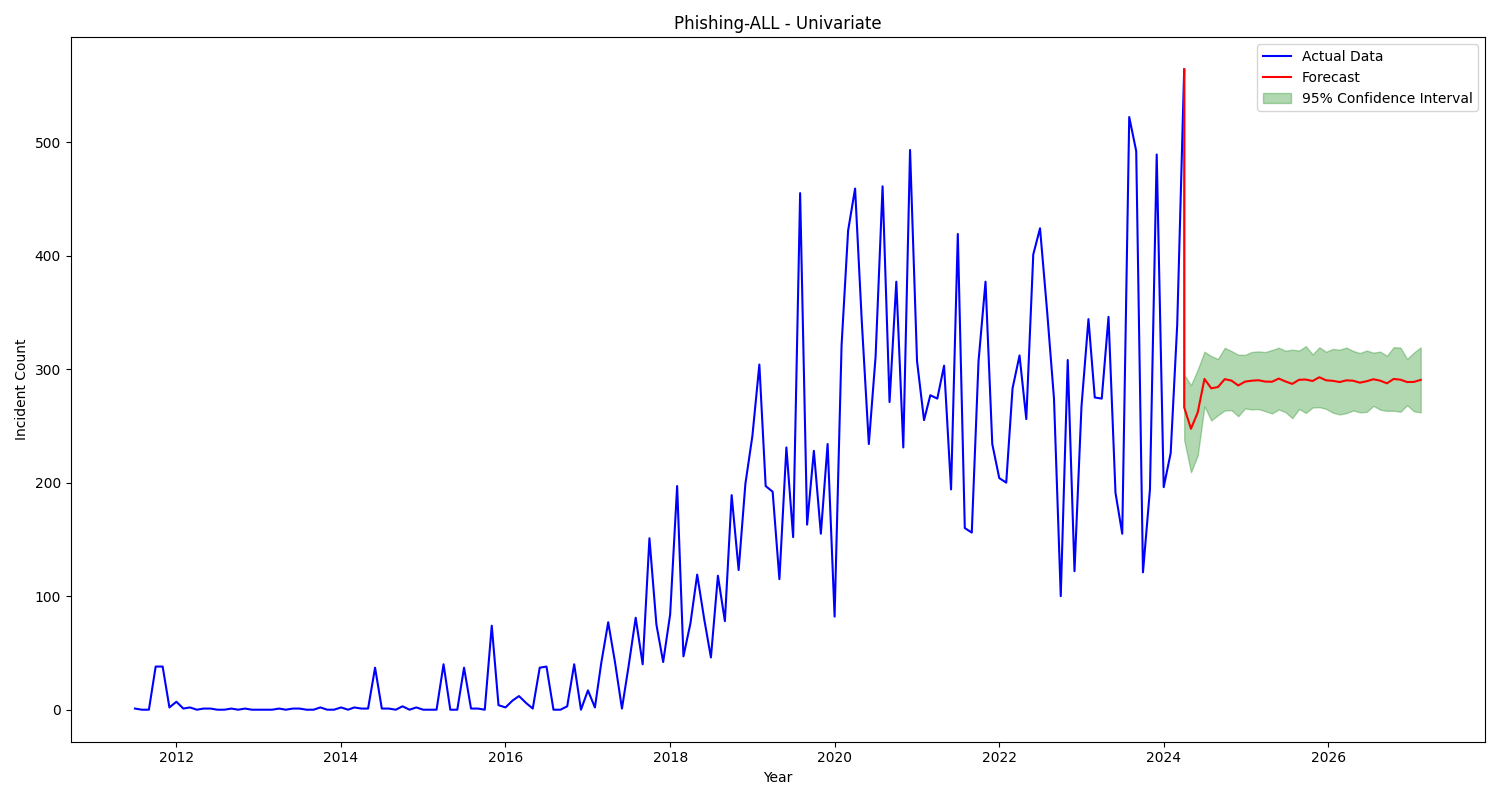 Phishing-ALL - Univariate
Actual Data
Forecast
95% Confidence Interval
Incident Count
500
400
300
200
100
0
2012 2014 2016 2018 2020 2022 2024 2026
Year